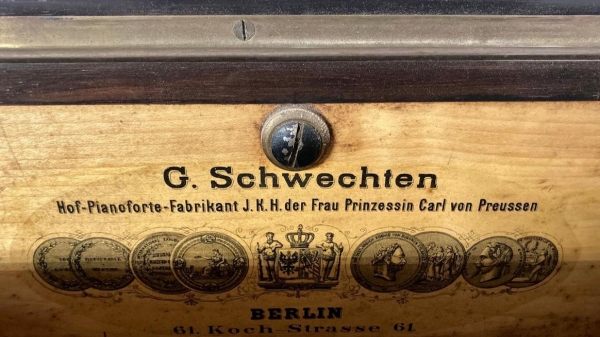 G. Schwechten
Hof-Pianoforte-Fabrikant J.K.H. der Frau Prinzessin Carl von Preussen
BERLIN
61. Koch-Strasse 61